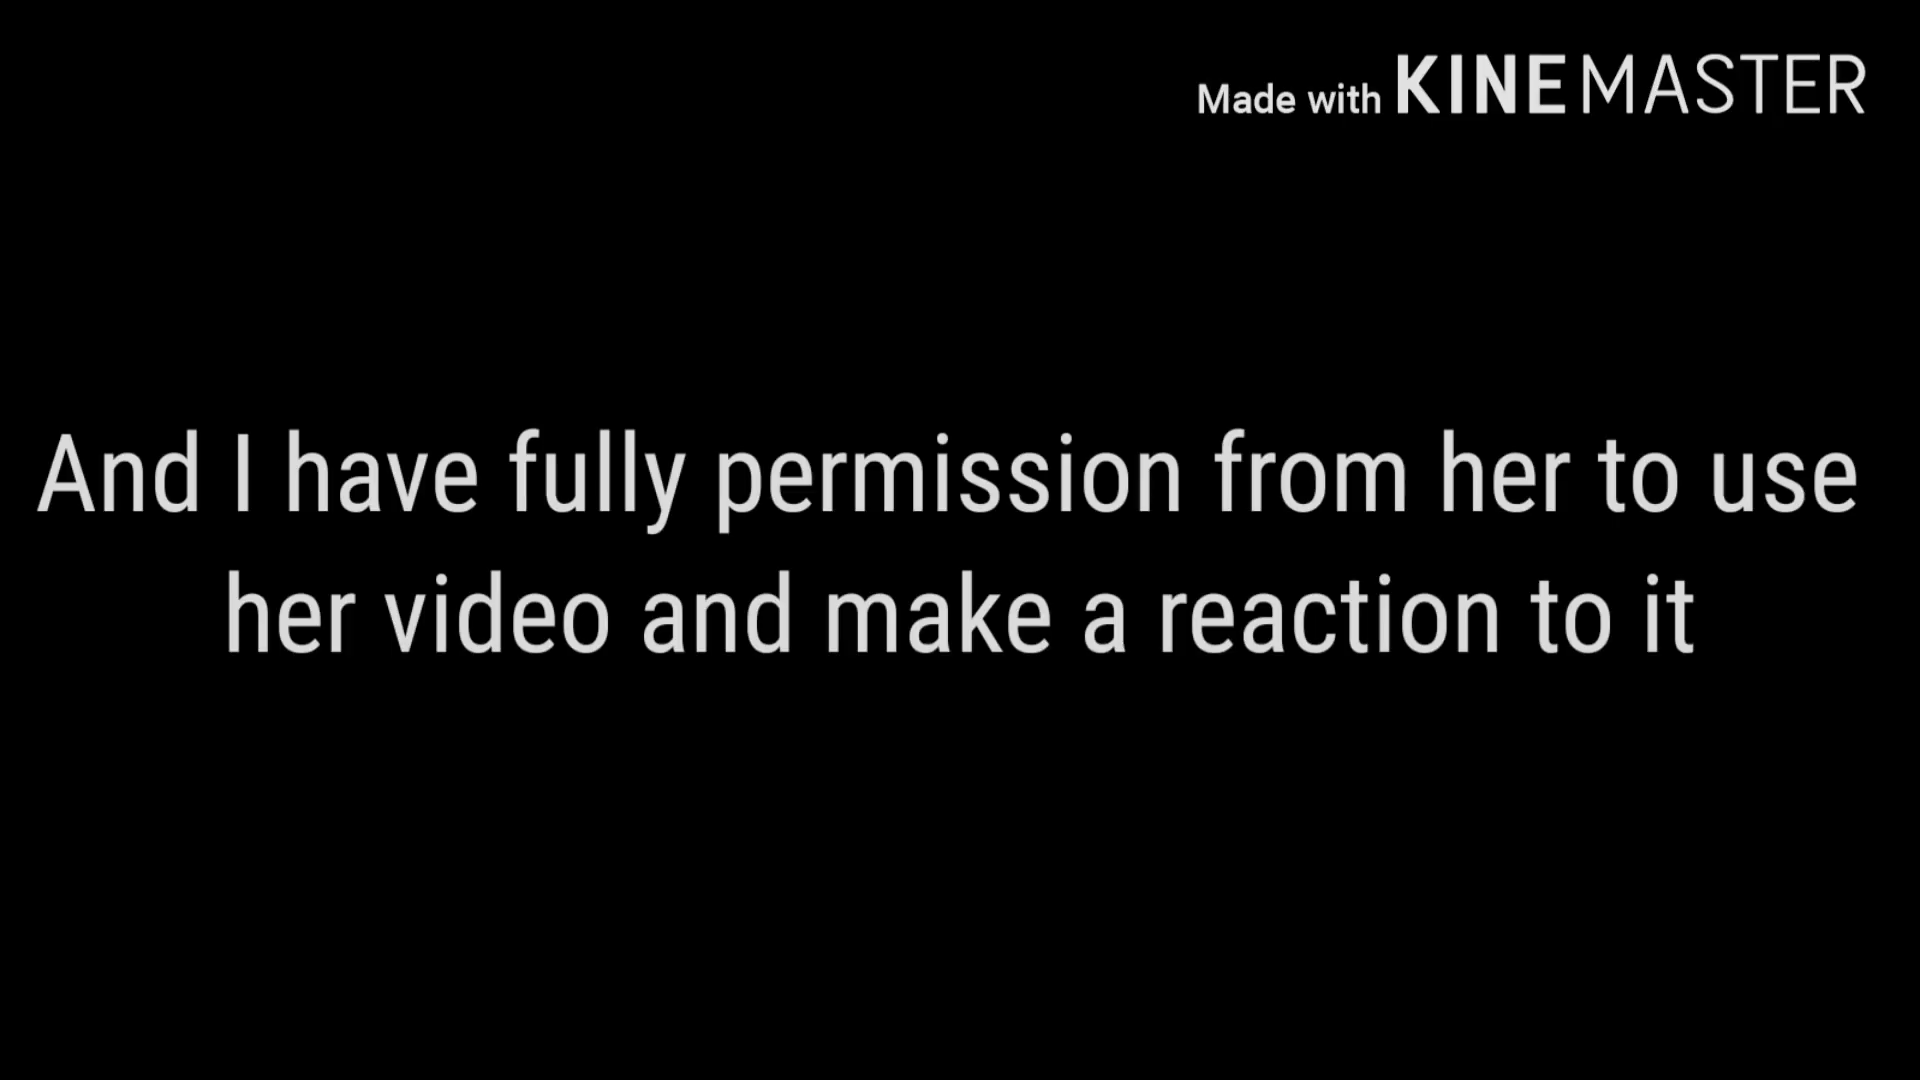 Made with KINEMASTER
And I have fully permission from her to use
her video and make a reaction to it